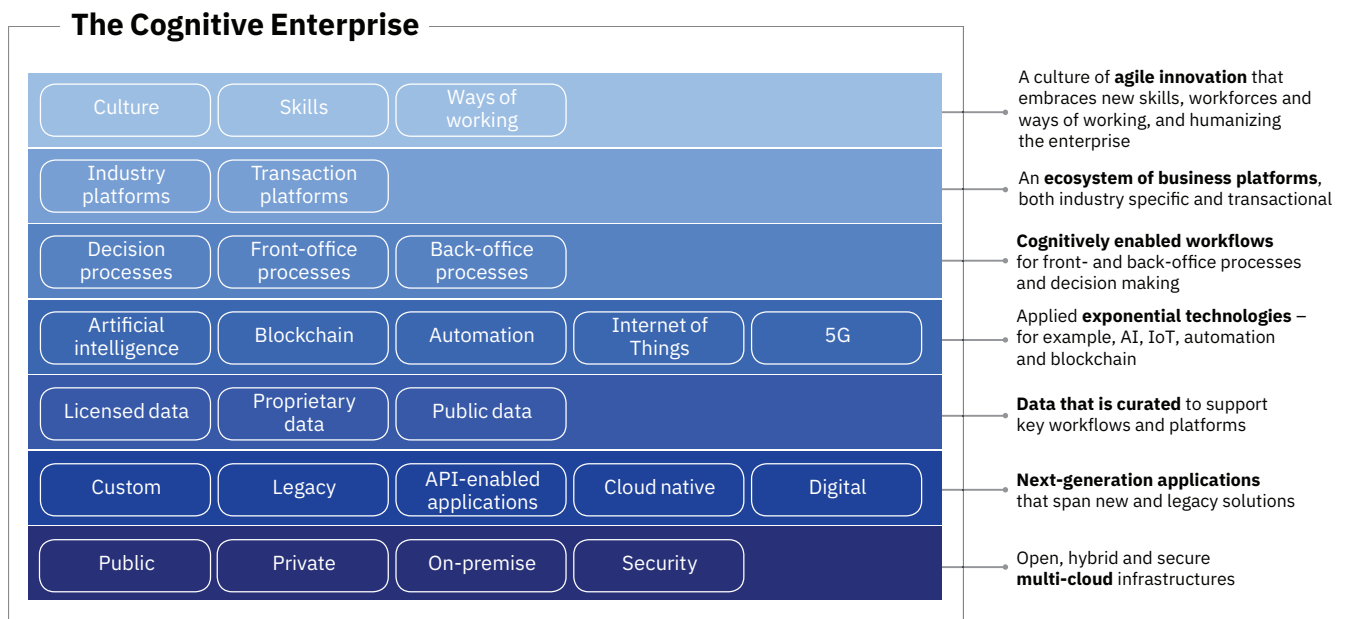 The Cognitive Enterprise
Culture
Skills
Ways of
working
A culture of agile innovation that
embraces new skills, workforces and
ways of working, and humanizing
the enterprise
Industry
platforms
Transaction
platforms
An ecosystem of business platforms,
both industry specific and transactional
Decision
processes
Front-office
processes
Back-office
processes
Cognitively enabled workflows
for front- and back-office processes
and decision making
Artificial
intelligence
Blockchain
Automation
Internet of
Things
5G
Applied exponential technologies –
for example, AI, IoT, automation
and blockchain
Licensed data
Proprietary
data
Public data
Data that is curated to support
key workflows and platforms
Custom
Legacy
API-enabled
applications
Cloud native
Digital
Next-generation applications
that span new and legacy solutions
Public
Private
On-premise
Security
Open, hybrid and secure
multi-cloud infrastructures